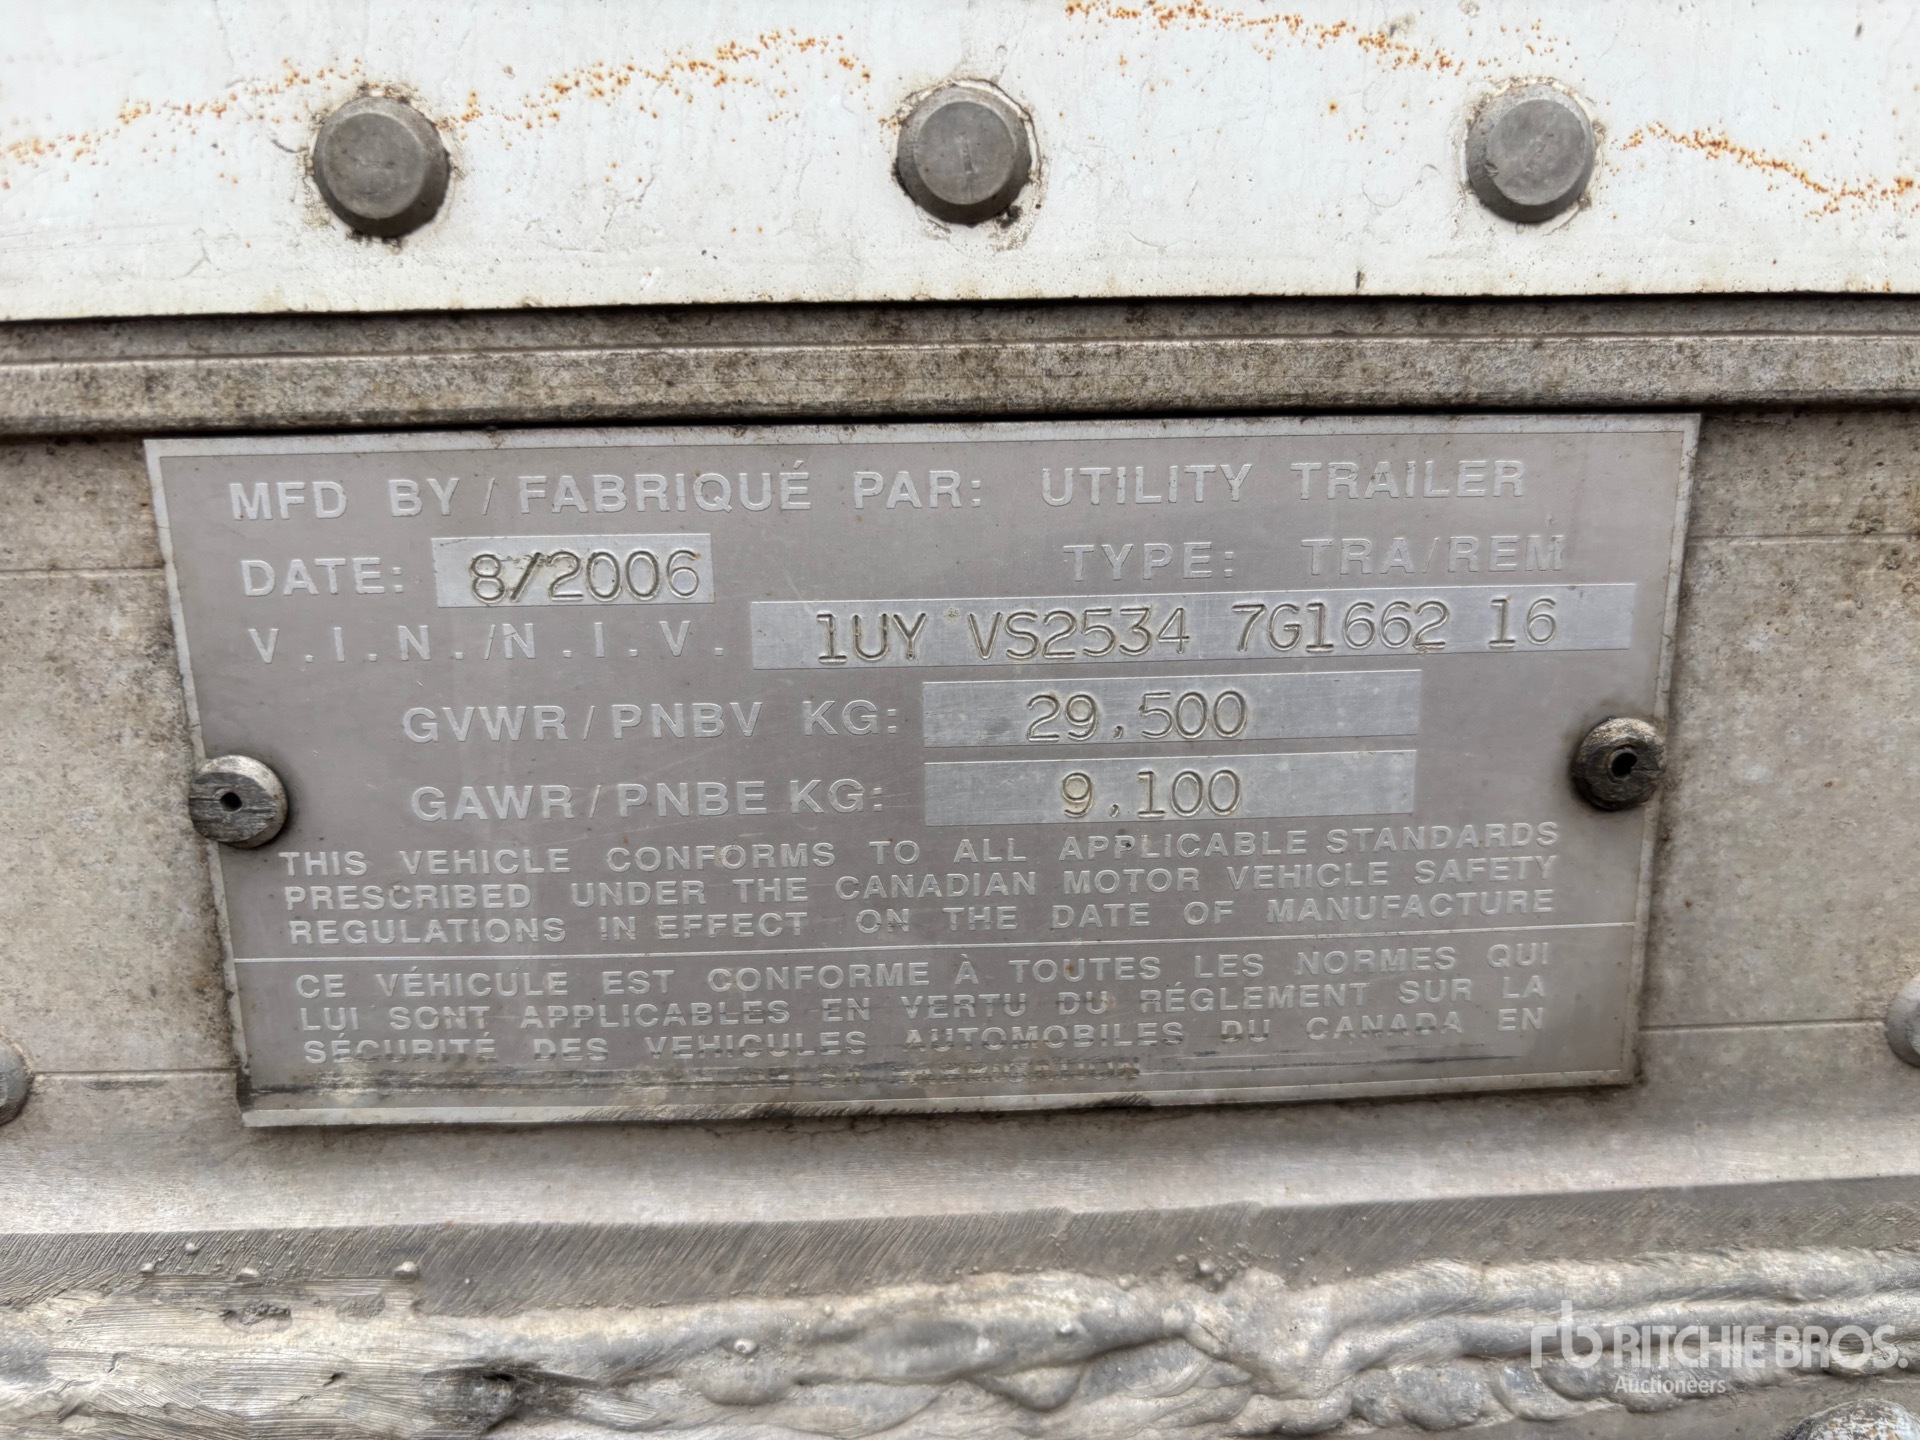 MFD BY / FABRIQUÉ PAR: UTILITY TRAILER
DATE: 8/2006 TYPE: TRA/REM
V.I.N./N.I.V. 1UY VS2534 7G1662 16
GVWR/PNBV KG: 29,500
GAWR/PNBE KG: 9,100
THIS VEHICLE CONFORMS TO ALL APPLICABLE STANDARDS
PRESCRIBED UNDER THE CANADIAN MOTOR VEHICLE SAFETY
REGULATIONS IN EFFECT ON THE DATE OF MANUFACTURE
CE VÉHICULE EST CONFORME À TOUTES LES NORMES QUI
LUI SONT APPLICABLES EN VERTU DU RÉGLEMENT SUR LA
SÉCURITÉ DES VEHICULES AUTOMOBILES DU CANADA EN
rb RITCHIE BROS.
Auctioneers